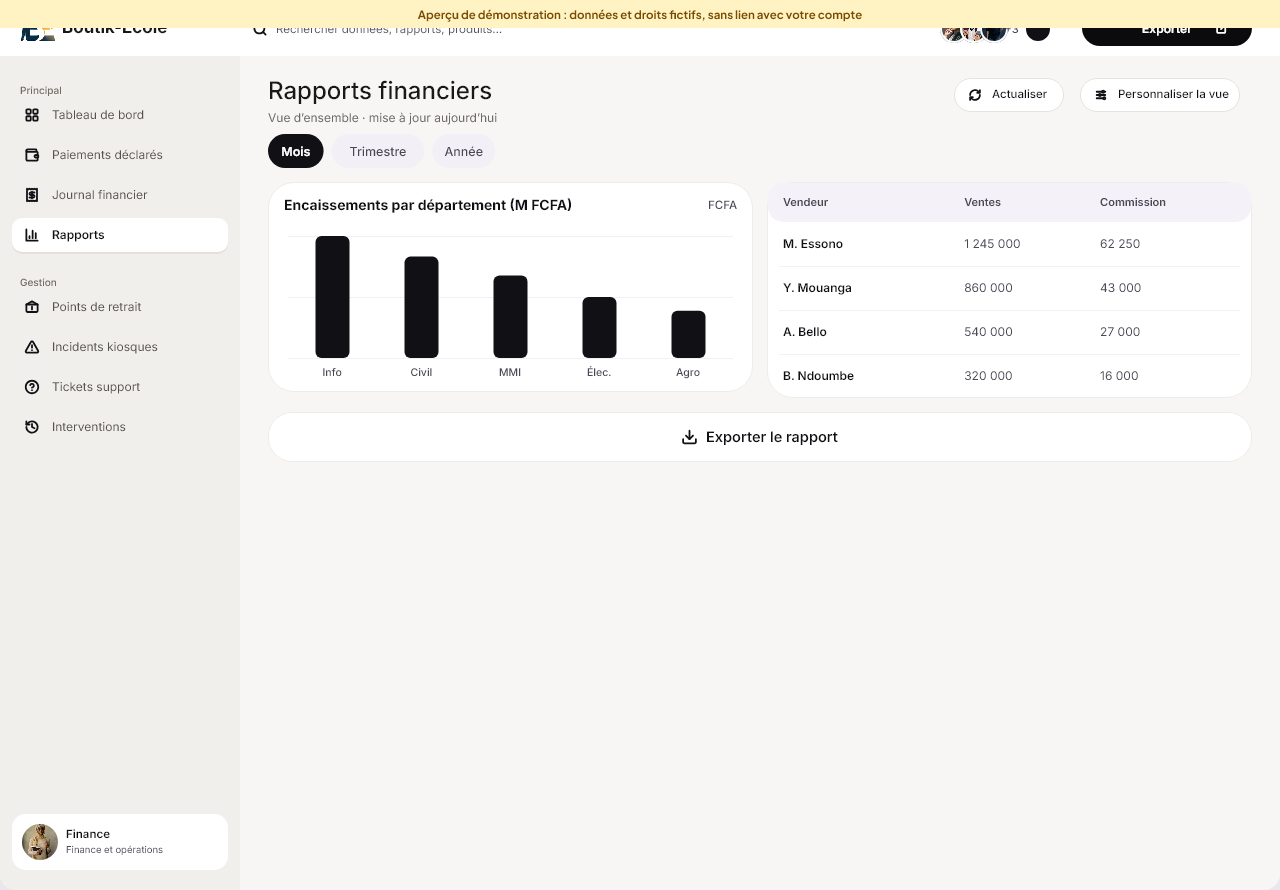 Aperçu de démonstration : données et droits fictifs, sans lien avec votre compte
Boutik-École
Rechercher données, rapports, produits...
+3
Exporter
Principal
Tableau de bord
Paiements déclarés
Journal financier
Rapports
Gestion
Points de retrait
Incidents kiosques
Tickets support
Interventions
Finance
Finance et opérations
Rapports financiers
Vue d’ensemble · mise à jour aujourd’hui
Actualiser
Personnaliser la vue
Mois
Trimestre
Année
Encaissements par département (M FCFA)
FCFA
Info
Civil
MMI
Élec.
Agro
Vendeur Ventes Commission
M. Essono 1 245 000 62 250
Y. Mouanga 860 000 43 000
A. Bello 540 000 27 000
B. Ndoumbe 320 000 16 000
Exporter le rapport